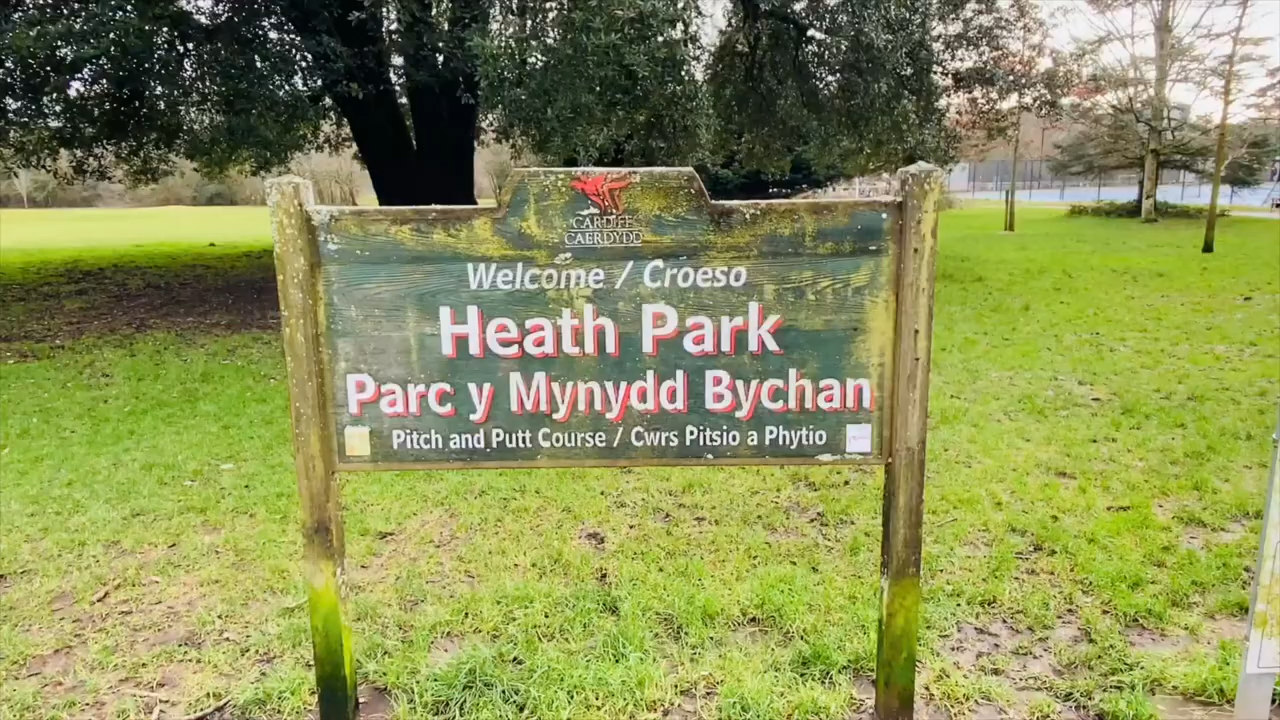 CARDIFF
CAERDYDD
Welcome / Croeso
Heath Park
Parc y Mynydd Bychan
Pitch and Putt Course / Cwrs Pitsio a Phytio